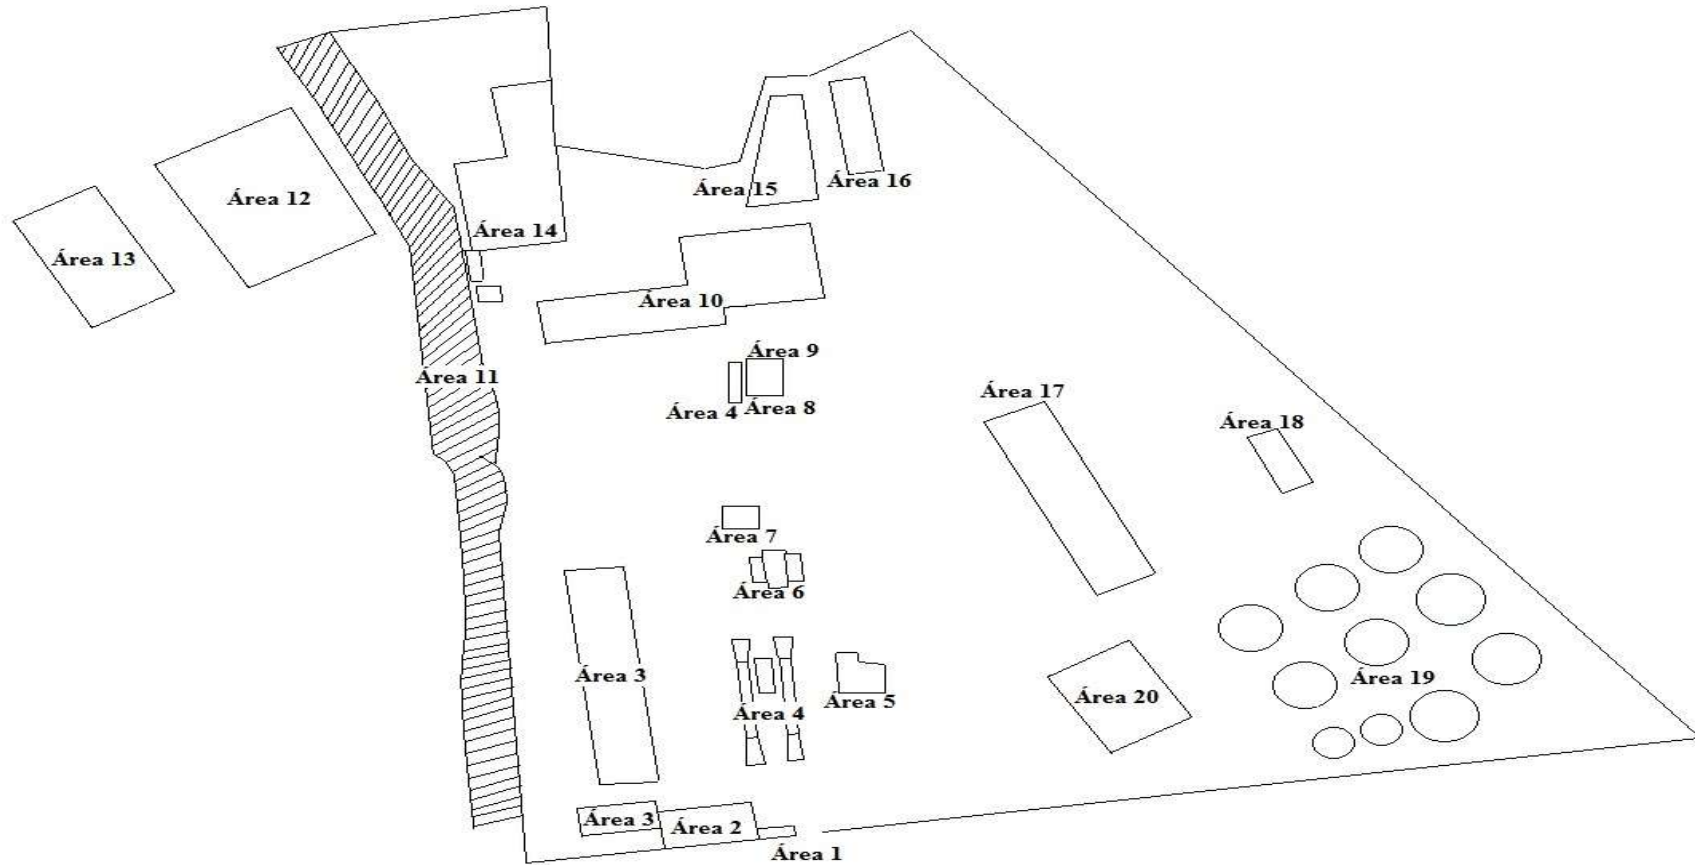 Área 15
Área 16
Área 12
Área 14
Área 13
Área 10
Área 9
Área 11
Área 17
Área 4
Área 8
Área 18
Área 7
Área 6
Área 3
Área 19
Área 20
Área 5
Área 4
Área 3
Área 2
Área 1